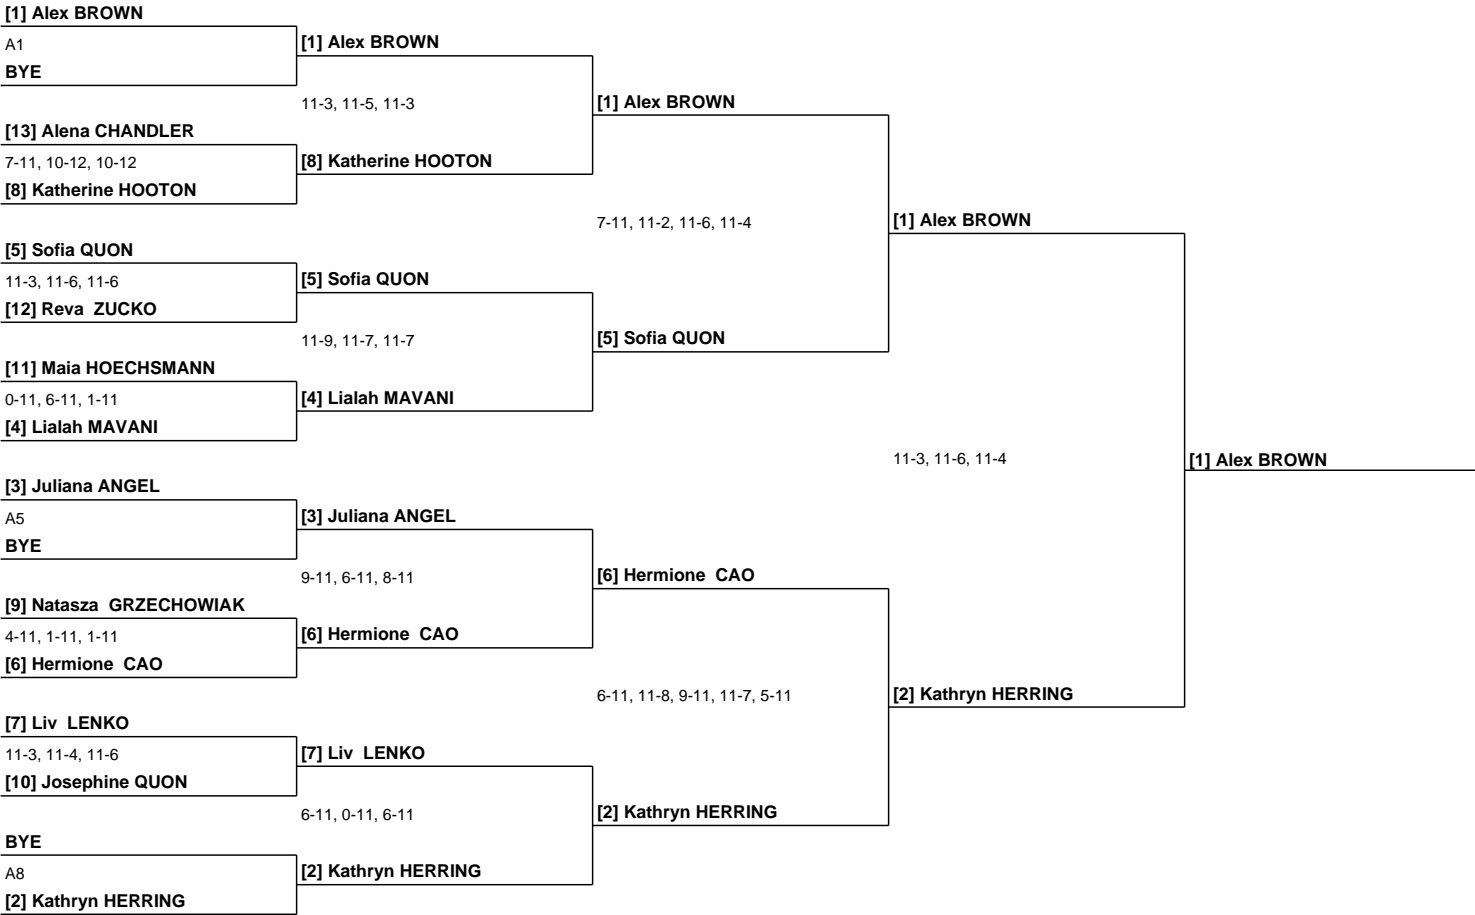 [1] Alex BROWN
A1
[1] Alex BROWN
BYE
11-3, 11-5, 11-3
[1] Alex BROWN
[13] Alena CHANDLER
7-11, 10-12, 10-12
[8] Katherine HOOTON
[8] Katherine HOOTON
7-11, 11-2, 11-6, 11-4
[1] Alex BROWN
[5] Sofia QUON
11-3, 11-6, 11-6
[5] Sofia QUON
[12] Reva  ZUCKO
11-9, 11-7, 11-7
[5] Sofia QUON
[11] Maia HOECHSMANN
0-11, 6-11, 1-11
[4] Lialah MAVANI
[4] Lialah MAVANI
11-3, 11-6, 11-4
[1] Alex BROWN
[3] Juliana ANGEL
A5
[3] Juliana ANGEL
BYE
9-11, 6-11, 8-11
[6] Hermione  CAO
[9] Natasza  GRZECHOWIAK
4-11, 1-11, 1-11
[6] Hermione  CAO
[6] Hermione  CAO
6-11, 11-8, 9-11, 11-7, 5-11
[2] Kathryn HERRING
[7] Liv  LENKO
11-3, 11-4, 11-6
[7] Liv  LENKO
[10] Josephine QUON
6-11, 0-11, 6-11
[2] Kathryn HERRING
BYE
A8
[2] Kathryn HERRING
[2] Kathryn HERRING